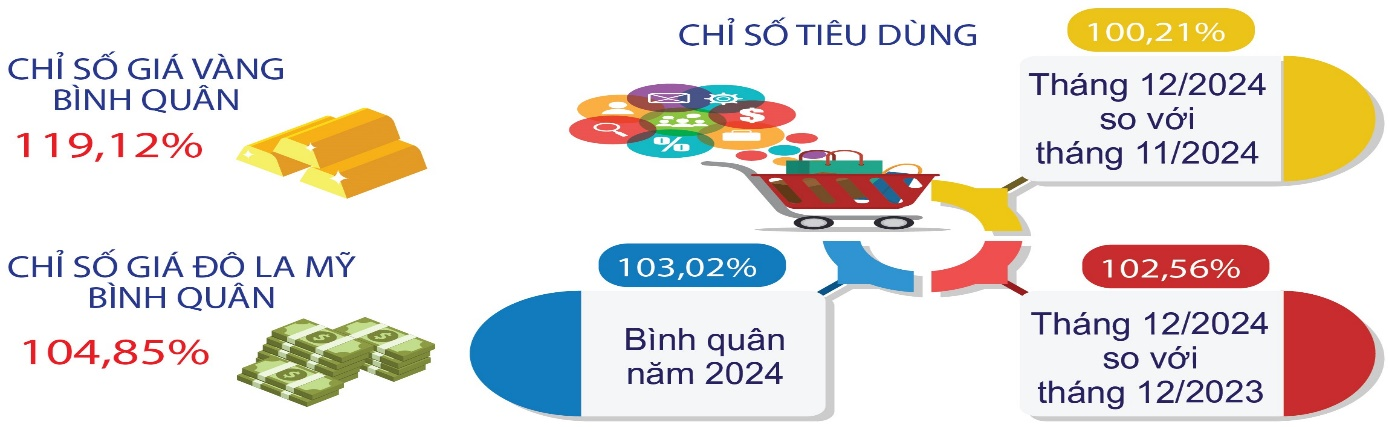 CHỈ SỐ GIÁ VÀNG
BÌNH QUÂN
119,12%
CHỈ SỐ GIÁ ĐÔ LA MỸ
BÌNH QUÂN
104,85%
CHỈ SỐ TIÊU DÙNG
$
%
100,21%
Tháng 12/2024
so với
tháng 11/2024
103,02%
Bình quân
năm 2024
102,56%
Tháng 12/2024
so với
tháng 12/2023